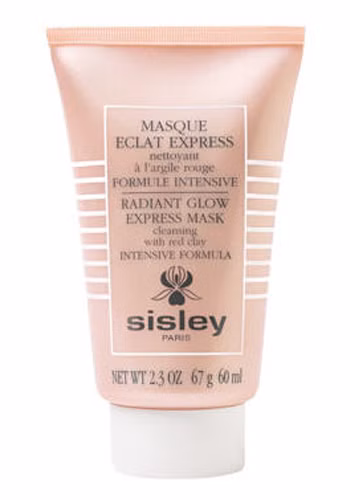 MASQUE
ECLAT EXPRESS
nettoyant
à l'argile rouge
FORMULE INTENSIVE
RADIANT GLOW
EXPRESS MASK
cleansing
with red clay
INTENSIVE FORMULA
sisley
PARIS
NET WT 2.3 OZ 67 g 60 ml